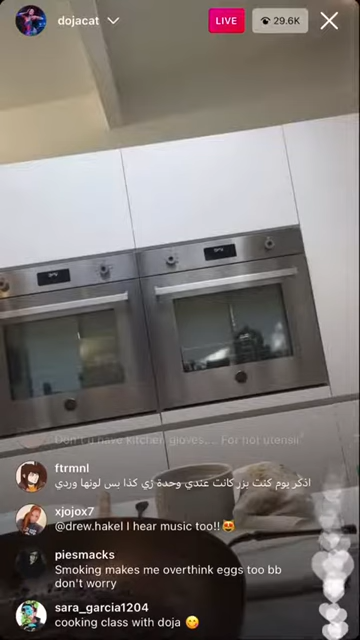 dojacat
LIVE
29.6K
Don't u have kitchen gloves.... For hot utensil"
ftrmnl
اذكر يوم كنت بزر كانت عندي وحدة زي كذا بس لونها وردي
xjojox7
@drew.hakel I hear music too!!😻
piesmacks
Smoking makes me overthink eggs too bb
don't worry
sara_garcia1204
cooking class with doja 😋